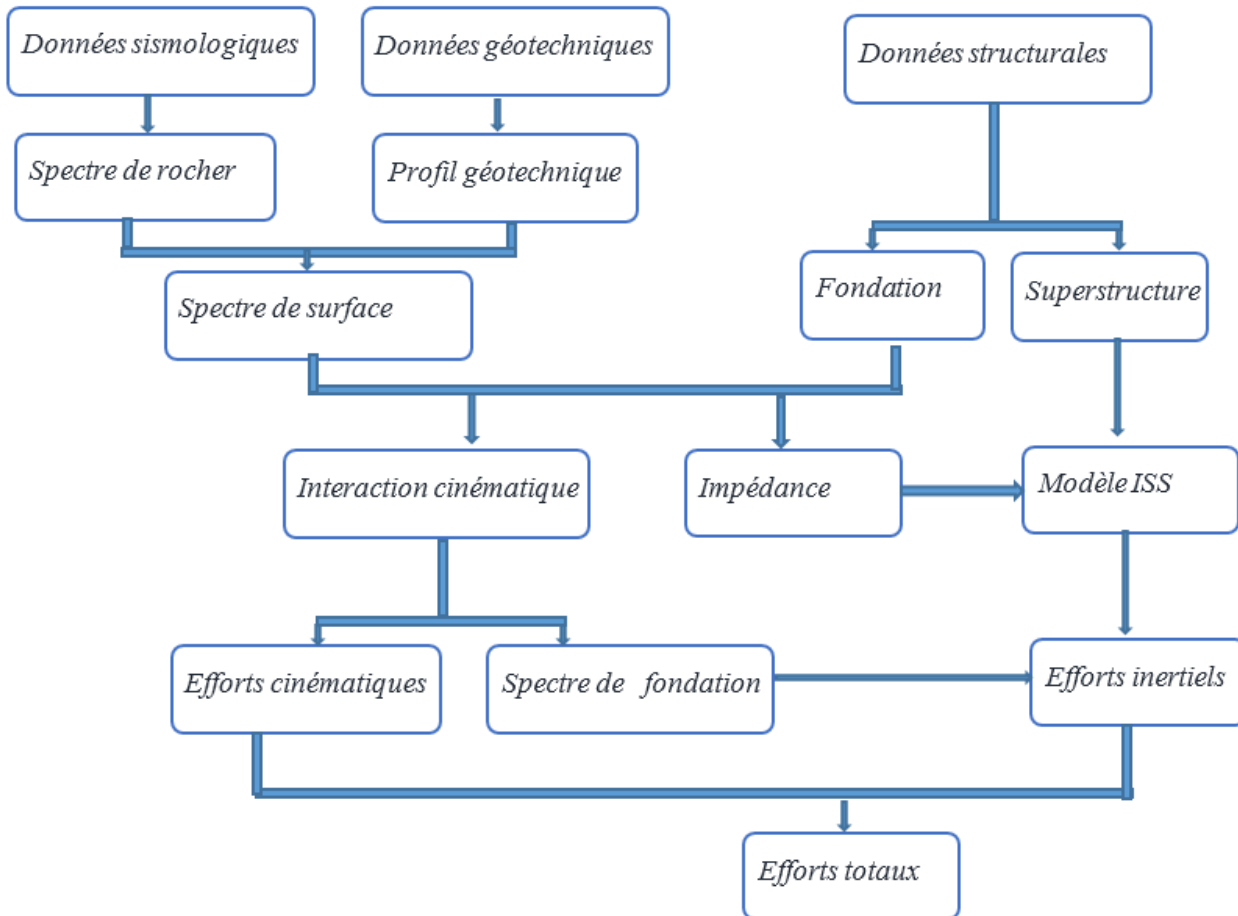 Données sismologiques
Données géotechniques
Données structurales
Spectre de rocher
Profil géotechnique
Spectre de surface
Fondation
Superstructure
Interaction cinématique
Impédance
Modèle ISS
Efforts cinématiques
Spectre de fondation
Efforts inertiels
Efforts totaux